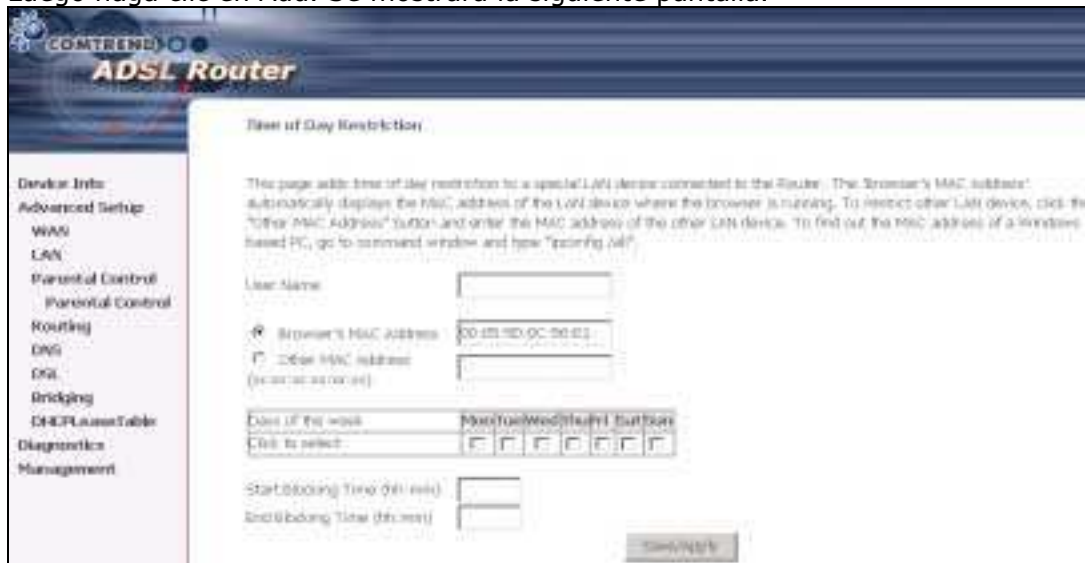 Luego haga clic en Add. Se mostrará la siguiente pantalla:
COMTREND
ADSL Router
Time of Day Restriction
Device Info
Advanced Setup
WAN
LAN
Parental Control
Parental Control
Routing
DNS
DSL
Bridging
DHCPLeaseTable
Diagnostics
Management
This page adds time of day restriction to a special LAN device connected to the Router. The 'Browser's MAC Address'
automatically displays the MAC address of the LAN device where the browser is running. To restrict other LAN device, click the
"Other MAC Address" button and enter the MAC address of the other LAN device. To find out the MAC address of a Windows
based PC, go to command window and type "ipconfig /all".
User Name
Browser's MAC Address
Other MAC Address
(xx:xx:xx:xx:xx:xx)
Days of the week Mon Tue Wed Thu Fri Sat Sun
Click to select
Start Blocking Time (hh:mm)
End Blocking Time (hh:mm)
Save/Apply